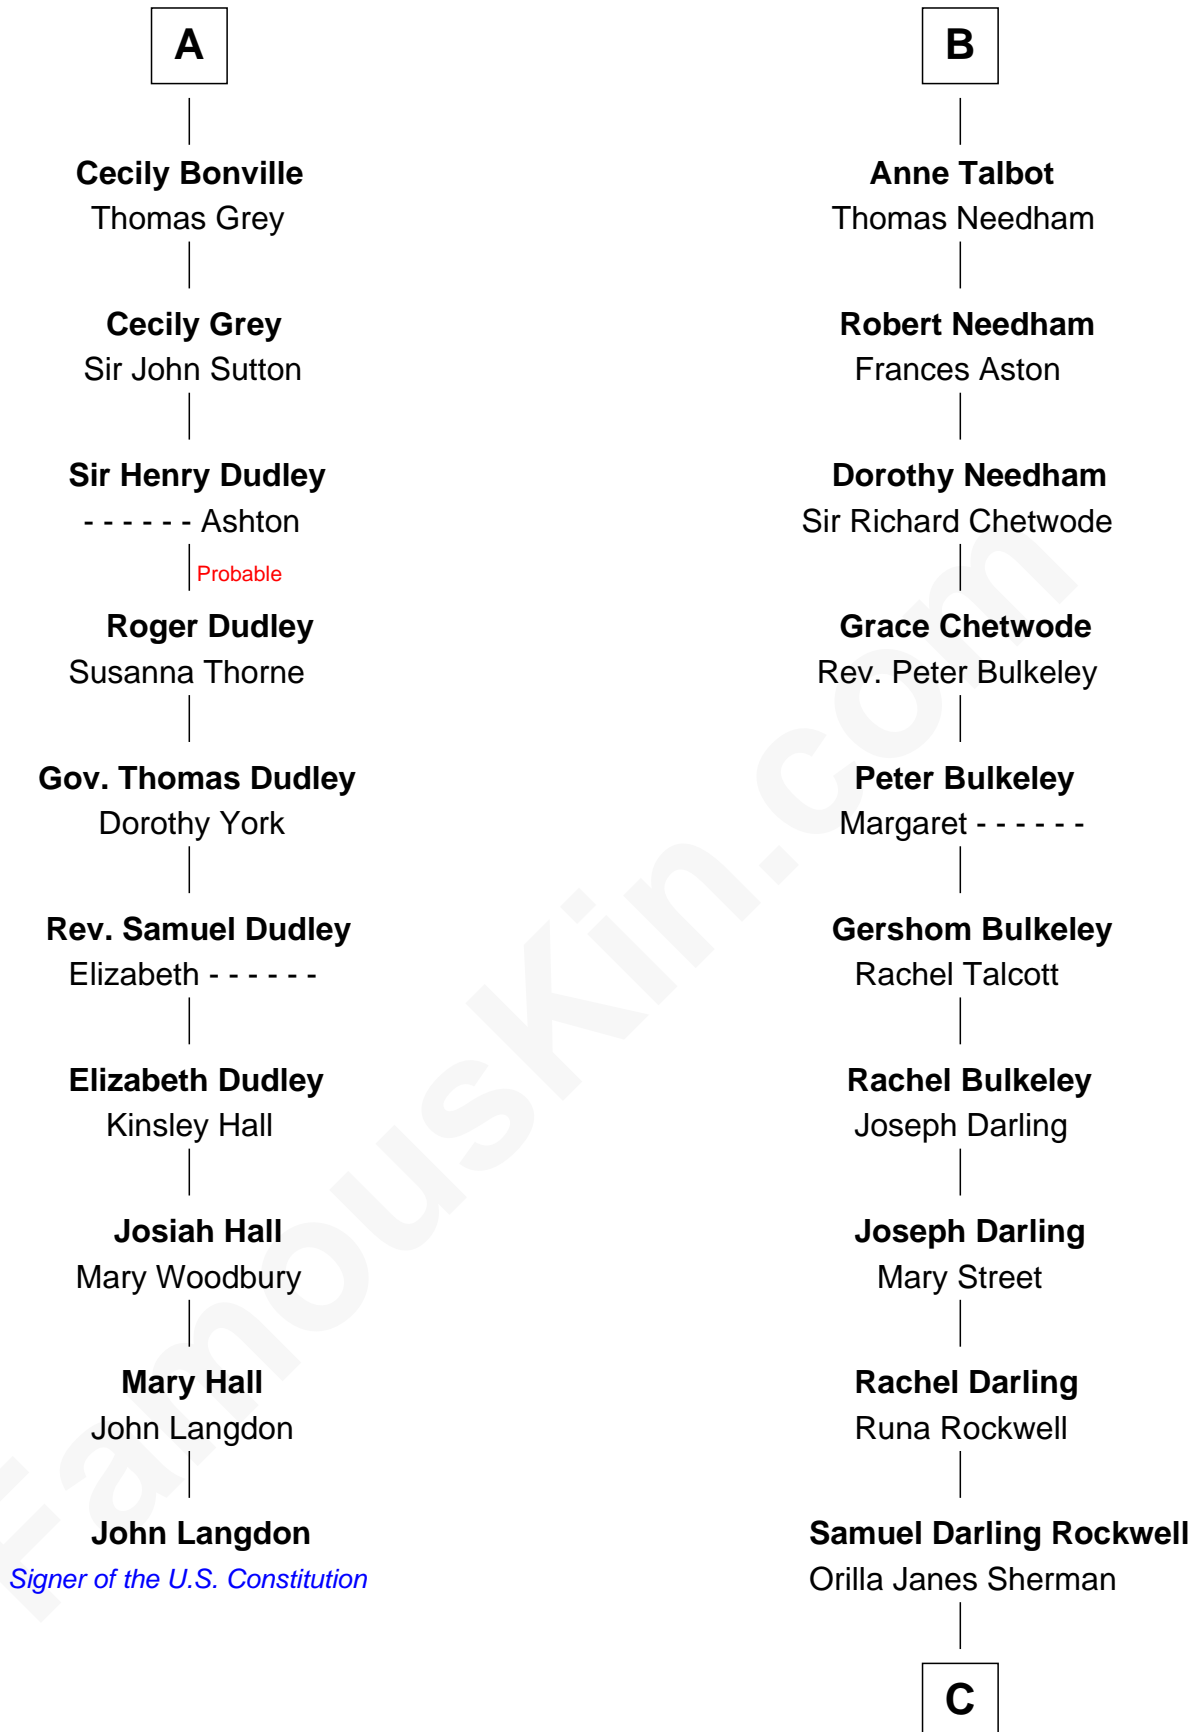 A
Cecily Bonville
Thomas Grey
Cecily Grey
Sir John Sutton
Sir Henry Dudley
- - - - - - Ashton
Probable
Roger Dudley
Susanna Thorne
Gov. Thomas Dudley
Dorothy York
Rev. Samuel Dudley
Elizabeth - - - - - -
Elizabeth Dudley
Kinsley Hall
Josiah Hall
Mary Woodbury
Mary Hall
John Langdon
John Langdon
Signer of the U.S. Constitution
B
Anne Talbot
Thomas Needham
Robert Needham
Frances Aston
Dorothy Needham
Sir Richard Chetwode
Grace Chetwode
Rev. Peter Bulkeley
Peter Bulkeley
Margaret - - - - - -
Gershom Bulkeley
Rachel Talcott
Rachel Bulkeley
Joseph Darling
Joseph Darling
Mary Street
Rachel Darling
Runa Rockwell
Samuel Darling Rockwell
Orilla Janes Sherman
C
FamousKin.com